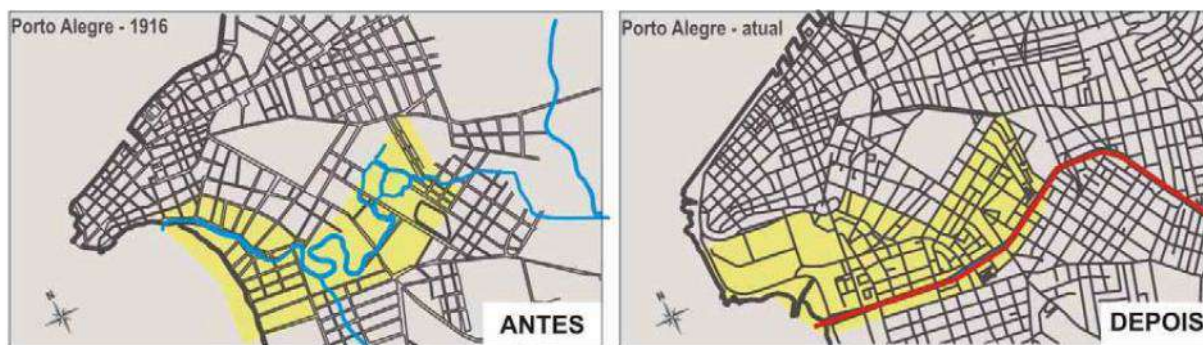 Porto Alegre - 1916
N
ANTES
Porto Alegre - atual
N
DEPOIS